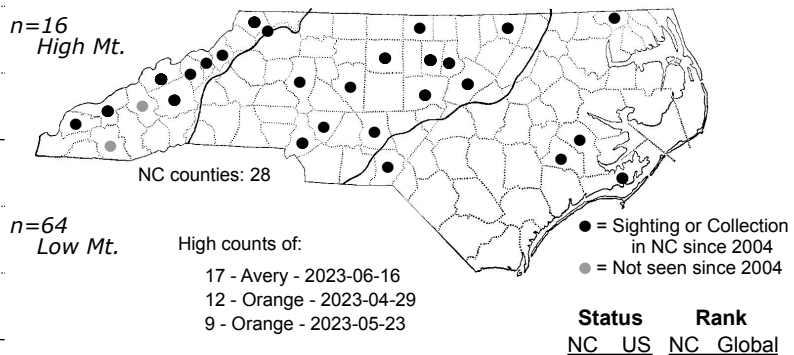 n=16
High Mt.
NC counties: 28
n=64
Low Mt.
High counts of:
17 - Avery - 2023-06-16
12 - Orange - 2023-04-29
9 - Orange - 2023-05-23
● = Sighting or Collection
in NC since 2004
● = Not seen since 2004
Status Rank
NC US NC Global